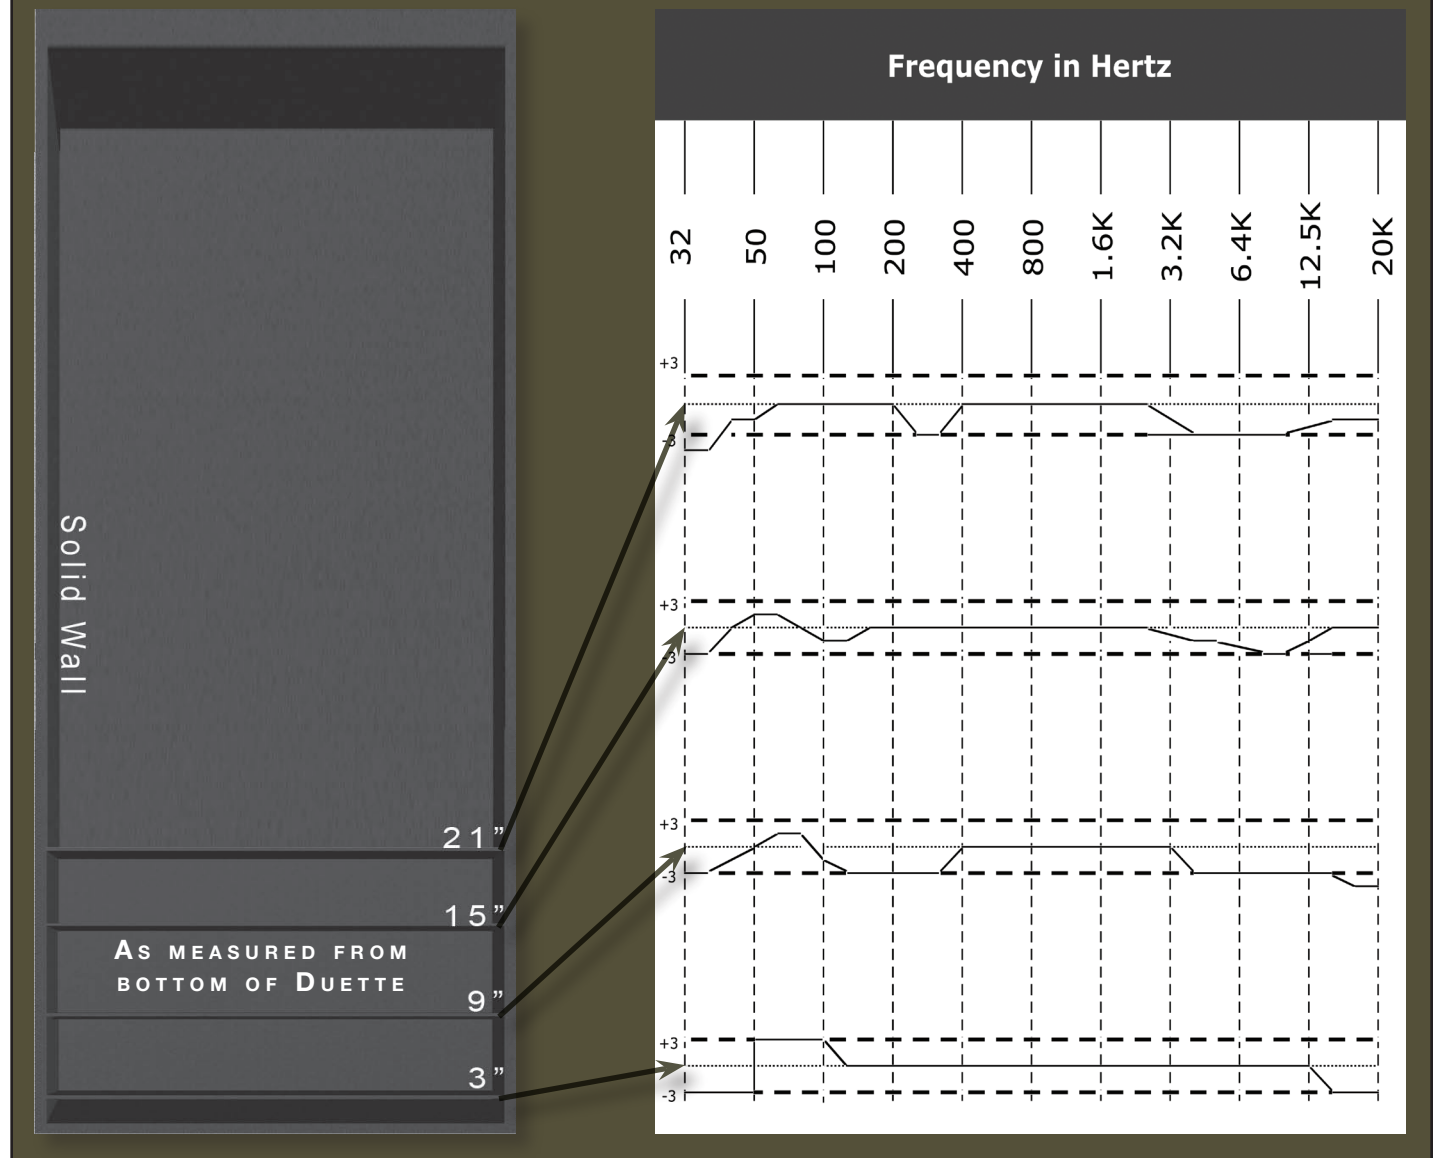 Frequency in Hertz
32 50 100 200 400 800 1.6K 3.2K 6.4K 12.5K 20K
Solid Wall
21”
15”
AS MEASURED FROM
BOTTOM OF DUETTE
9”
3”
+3
-3
+3
-3
+3
-3
+3
-3